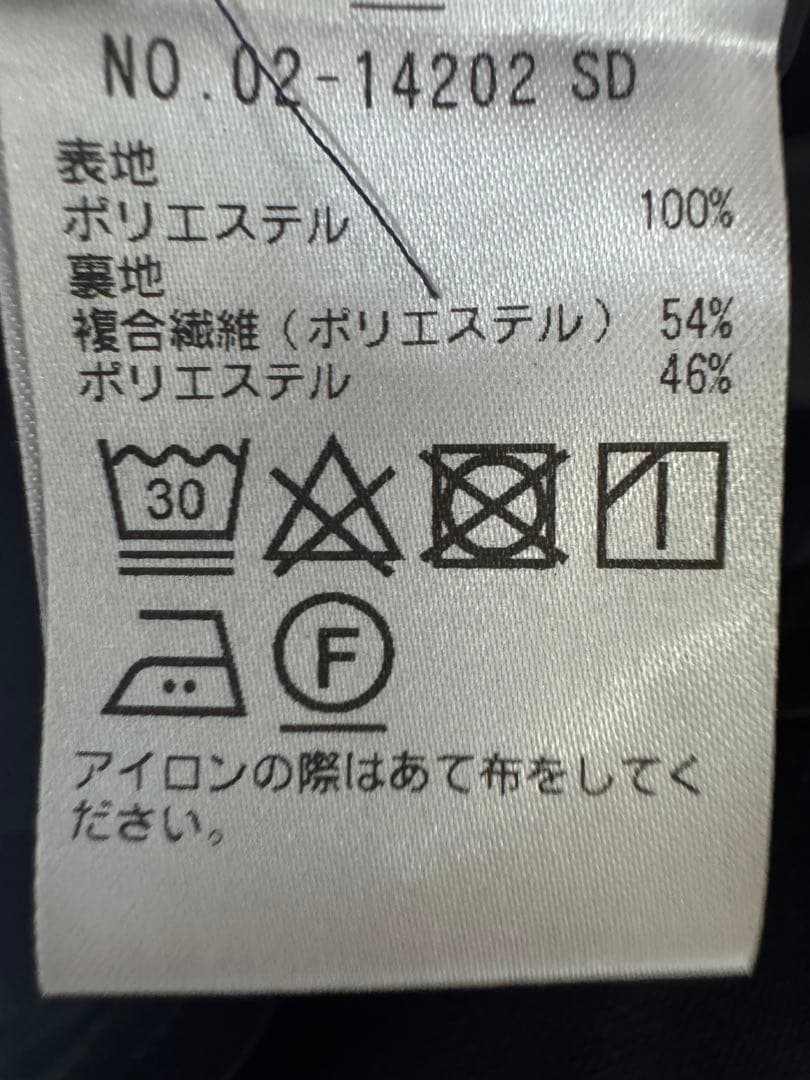 NO.02-14202 SD
表地
ポリエステル 100%
裏地
複合繊維(ポリエステル) 54%
ポリエステル 46%
30
F
アイロンの際はあて布をしてく
ださい。